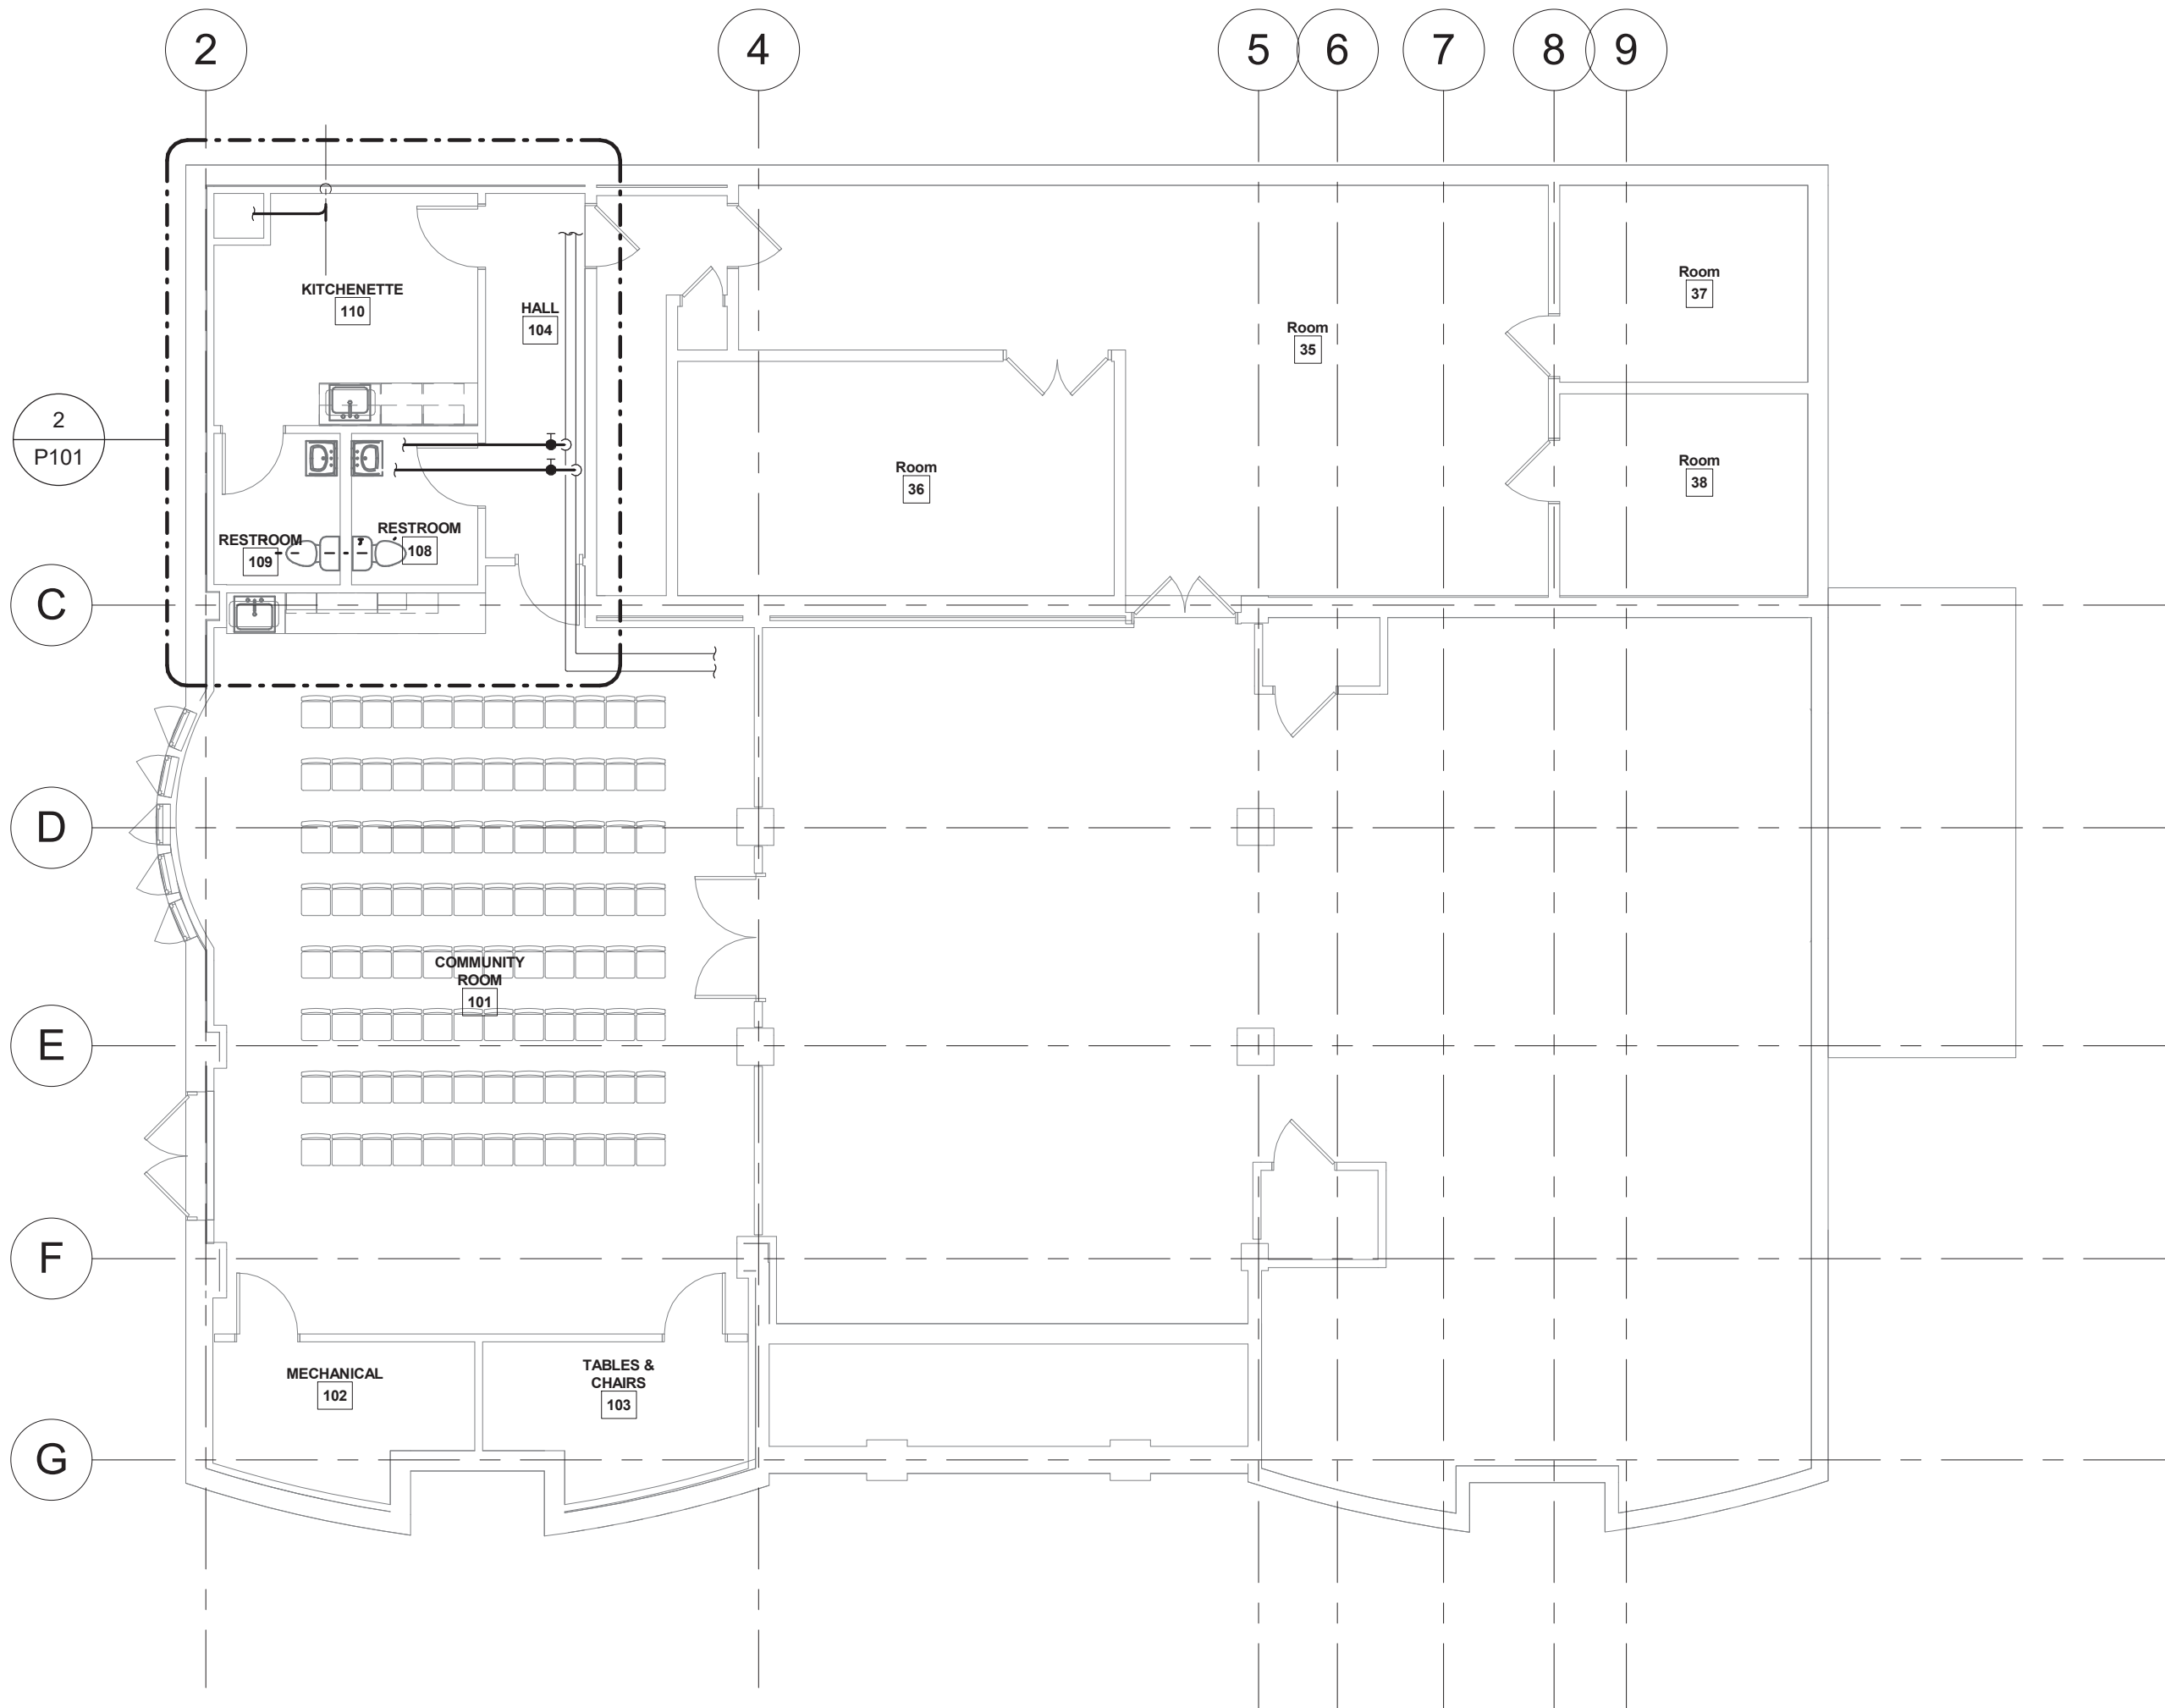 2
4
5
6
7
8
9
Room
37
KITCHENETTE
110
HALL
104
Room
35
2
P101
Room
36
Room
38
RESTROOM
108
RESTROOM
109
C
D
COMMUNITY
ROOM
101
E
F
MECHANICAL
102
TABLES &
CHAIRS
103
G